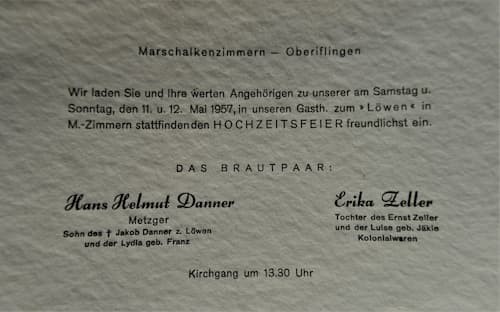 Marschalkenzimmern — Oberiflingen
Wir laden Sie und Ihre werten Angehörigen zu unserer am Samstag u.
Sonntag, den 11. u. 12. Mai 1957, in unseren Gasth. zum »Löwen« in
M.-Zimmern stattfindenden HOCHZEITSFEIER freundlichst ein.
DAS BRAUTPAAR:
Hans Helmut Danner
Metzger
Sohn des † Jakob Danner z. Löwen
und der Lydia geb. Franz
Erika Zeller
Tochter des Ernst Zeller
und der Luise geb. Jäkle
Kolonialwaren
Kirchgang um 13.30 Uhr